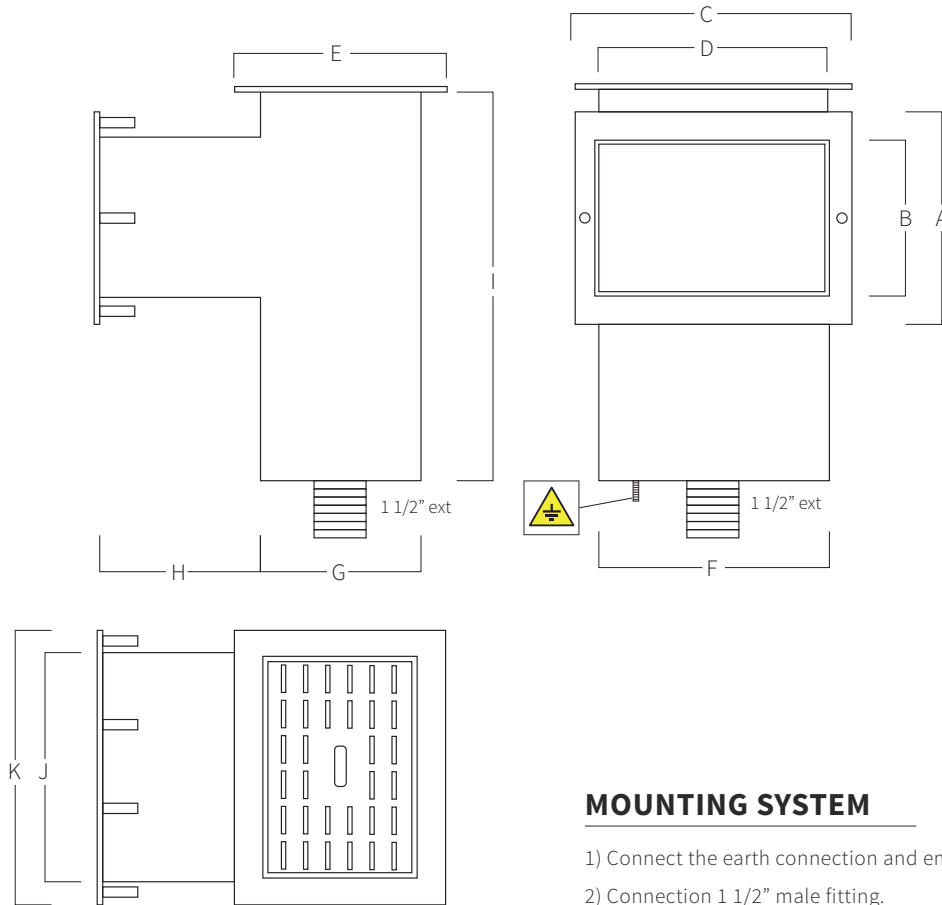 C
E
D
B
A
I
1 1/2” ext
1 1/2” ext
H
G
F
K
J
MOUNTING SYSTEM
1) Connect the earth connection and
2) Connection 1 1/2” male fitting.